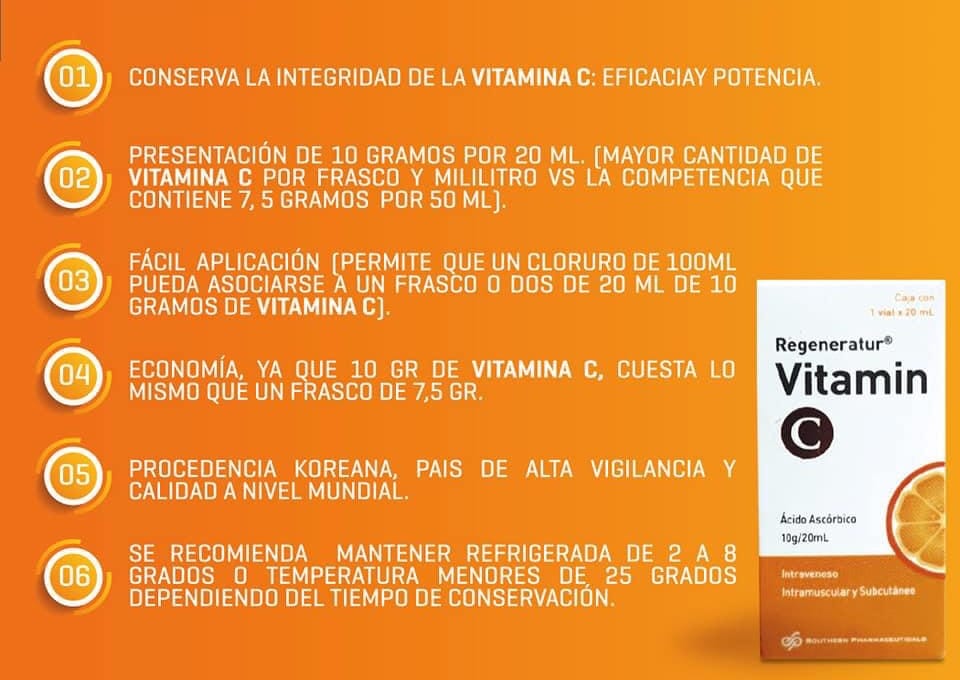 01
CONSERVA LA INTEGRIDAD DE LA VITAMINA C: EFICACIAY POTENCIA.
02
PRESENTACIÓN DE 10 GRAMOS POR 20 ML. (MAYOR CANTIDAD DE
VITAMINA C POR FRASCO Y MILILITRO VS LA COMPETENCIA QUE
CONTIENE 7, 5 GRAMOS POR 50 ML).
03
FÁCIL APLICACIÓN (PERMITE QUE UN CLORURO DE 100ML
PUEDA ASOCIARSE A UN FRASCO O DOS DE 20 ML DE 10
GRAMOS DE VITAMINA C).
04
ECONOMÍA, YA QUE 10 GR DE VITAMINA C, CUESTA LO
MISMO QUE UN FRASCO DE 7,5 GR.
05
PROCEDENCIA KOREANA, PAIS DE ALTA VIGILANCIA Y
CALIDAD A NIVEL MUNDIAL.
06
SE RECOMIENDA MANTENER REFRIGERADA DE 2 A 8
GRADOS O TEMPERATURA MENORES DE 25 GRADOS
DEPENDIENDO DEL TIEMPO DE CONSERVACIÓN.
Caja con
1 vial x 20 mL
Regeneratur®
Vitamin
C
Ácido Ascórbico
10g/20mL
Intravenoso
Intramuscular y Subcutáneo
SOUTHERN PHARMACEUTICALS